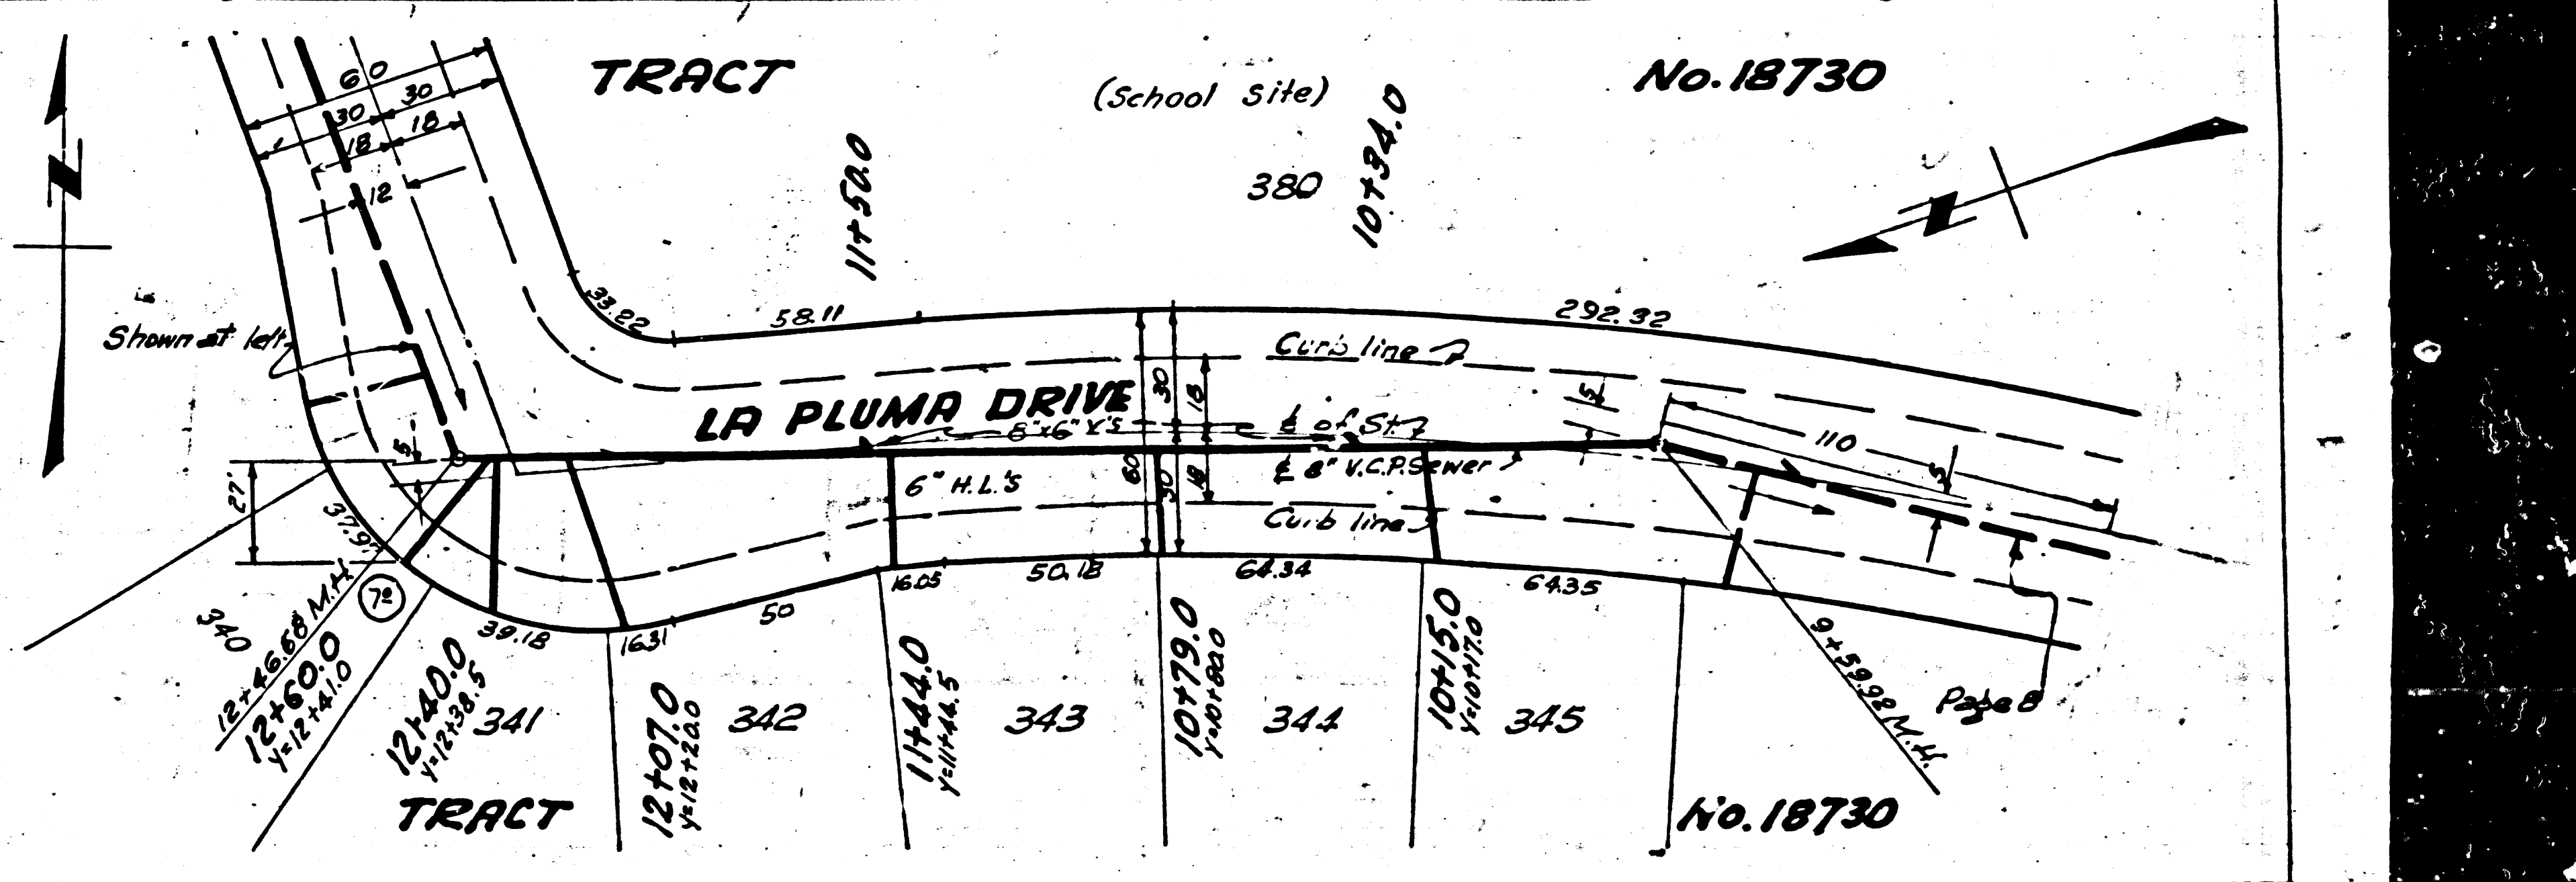 TRACT
(School Site)
No. 18730
60
30
30
18
18
12
N
N
11+50.0
380
10+94.0
Shown at left
33.22
58.11
292.32
Curb line
LA PLUMA DRIVE
8"x6" Y'S
30
18
℄ of St.
5
110
5
5
27'
60
30
18
6" H.L.'S
℄ 8" V.C.P. Sewer
Curb line
37.97
39.18
16.31
50
16.05
50.18
64.34
64.35
340
12+46.68 M.H.
12+60.0
Y=12+41.0
12+40.0
Y=12+38.5
341
12+07.0
Y=12+20.0
342
11+44.0
Y=11+44.5
343
10+79.0
Y=10+80.0
344
10+15.0
Y=10+17.0
345
9+59.98 M.H.
Page 8
TRACT
No. 18730